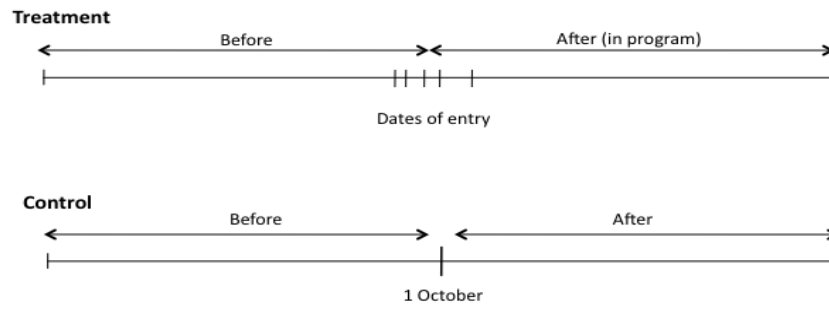 Treatment
Before
After (in program)
Dates of entry
Control
Before
After
1 October